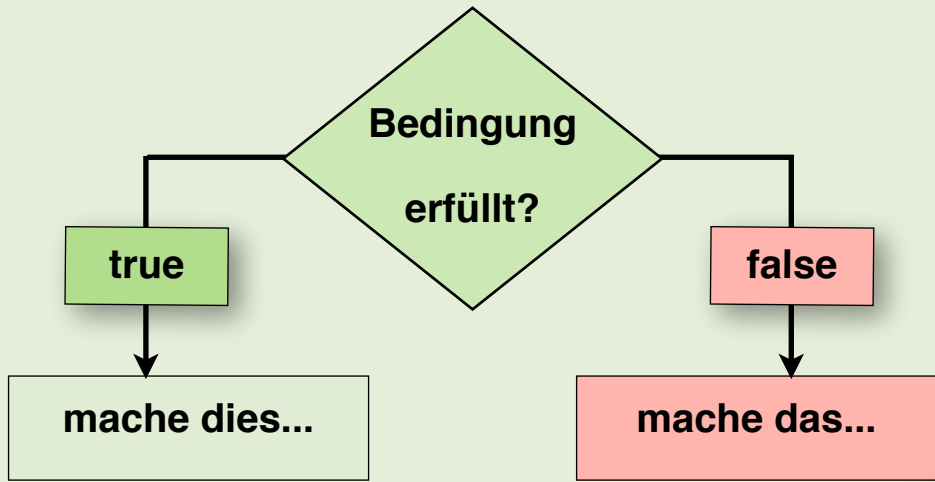 Bedingung
erfüllt?
true
false
mache dies...
mache das...